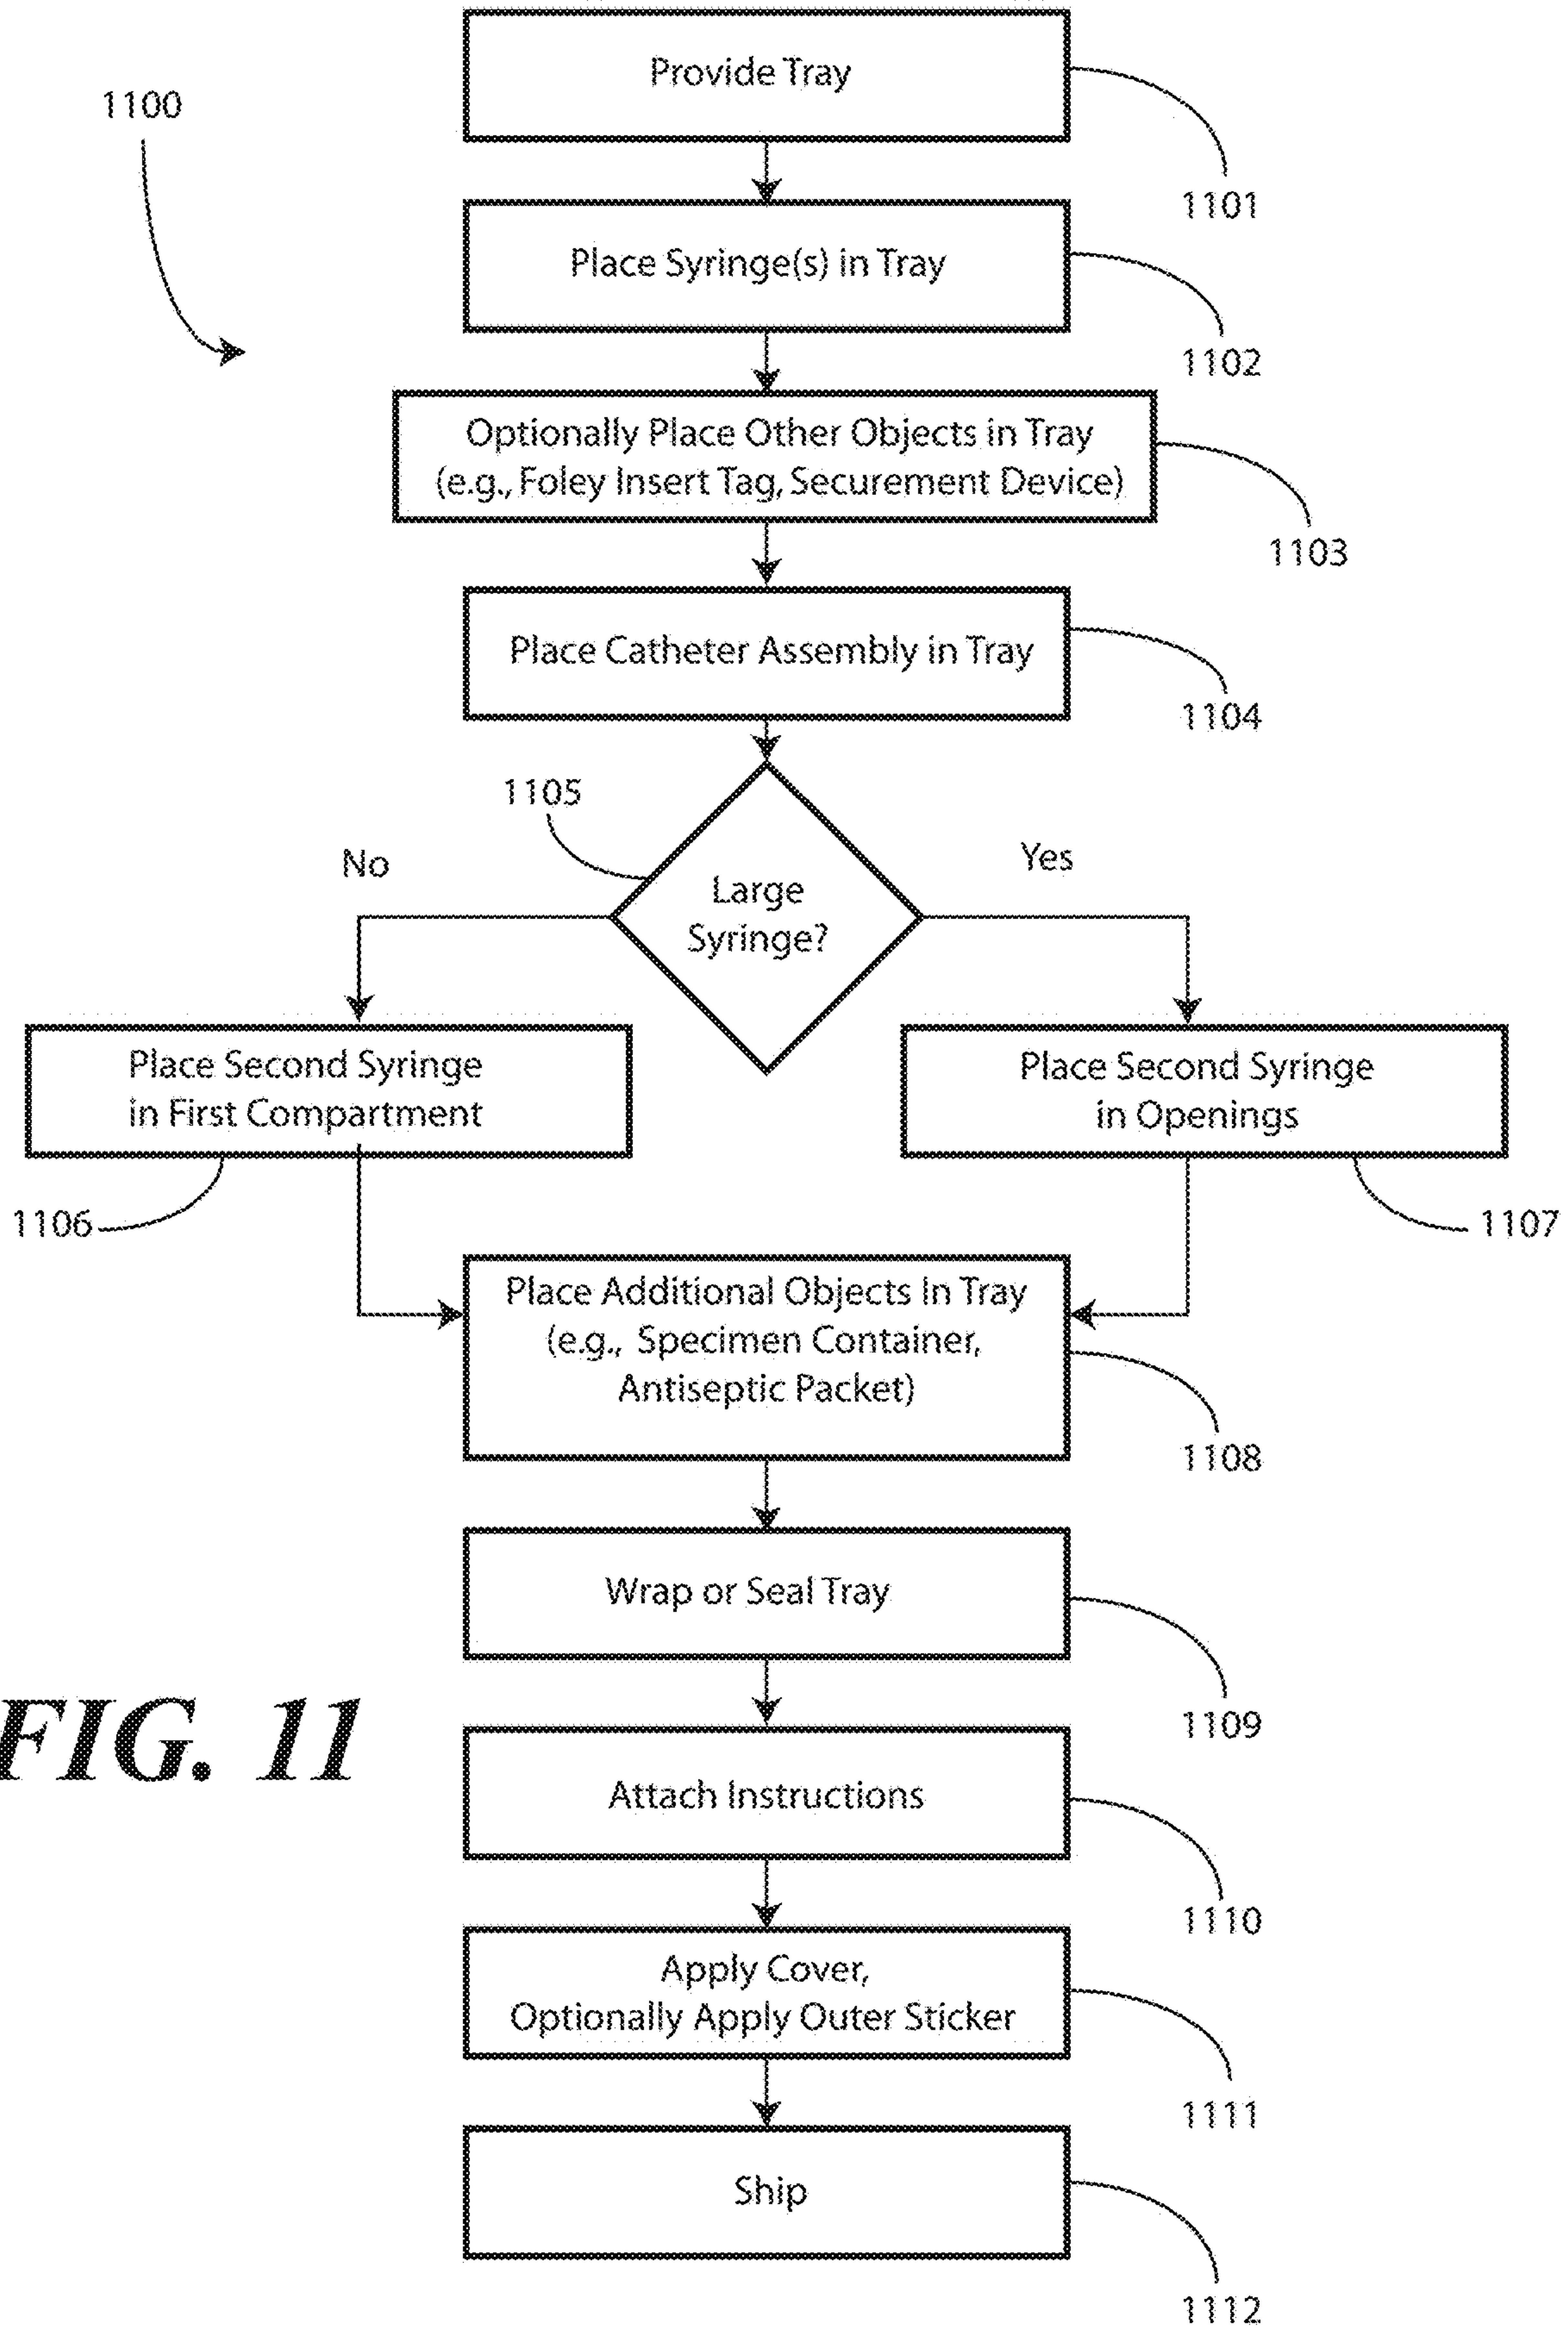 Provide Tray
1100
1101
Place Syringe(s) in Tray
1102
Optionally Place Other Objects in Tray
(e.g., Foley Insert Tag, Securement Device)
1103
Place Catheter Assembly in Tray
1104
1105
No
Yes
Large
Syringe?
Place Second Syringe
in First Compartment
Place Second Syringe
in Openings
1106
1107
Place Additional Objects In Tray
(e.g., Specimen Container,
Antiseptic Packet)
1108
Wrap or Seal Tray
1109
FIG. 11
Attach Instructions
1110
Apply Cover,
Optionally Apply Outer Sticker
1111
Ship
1112